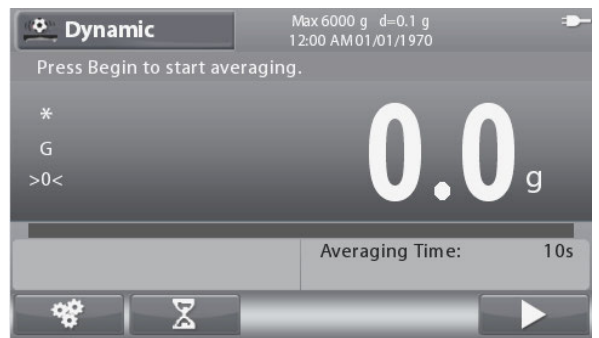 Dynamic
Max 6000 g d=0.1 g
12:00 AM 01/01/1970
Press Begin to start averaging.
*
G
>0<
0.0 g
Averaging Time: 10s